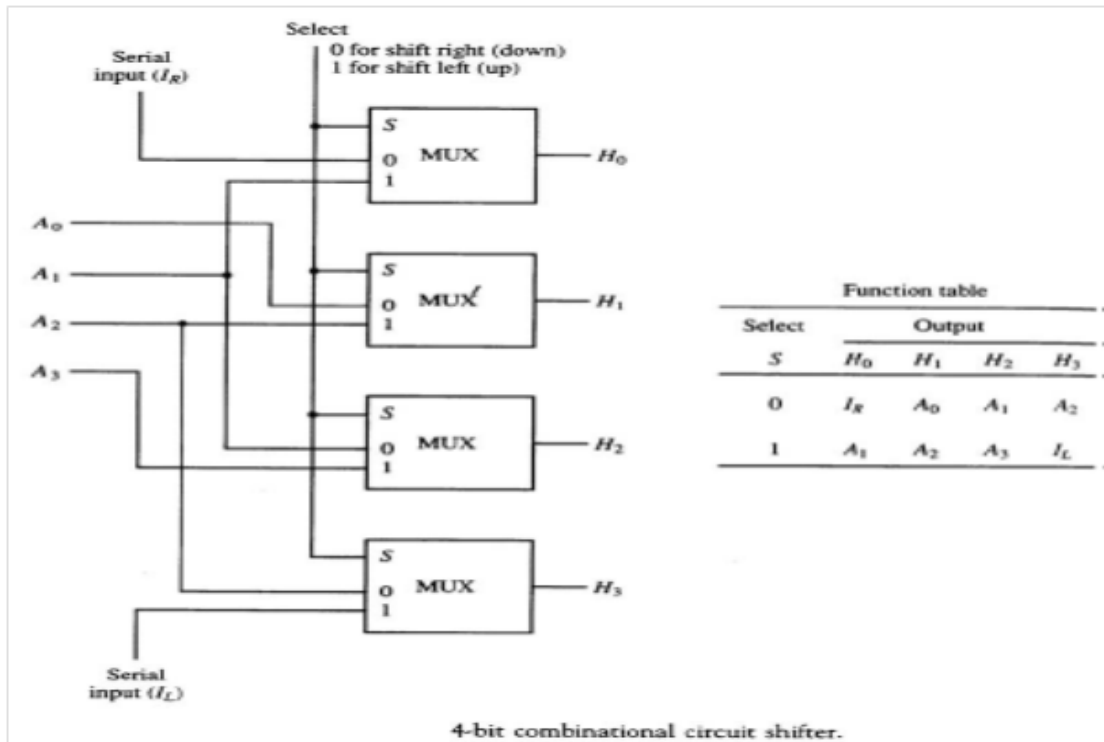 Select
0 for shift right (down)
1 for shift left (up)
Serial
input (I_R)
S
MUX
0
1
H_0
A_0
A_1
A_2
A_3
S
MUX
0
1
H_1
S
MUX
0
1
H_2
S
MUX
0
1
H_3
Serial
input (I_L)
Function table
Select Output
S H_0 H_1 H_2 H_3
0 I_R A_0 A_1 A_2
1 A_1 A_2 A_3 I_L
4-bit combinational circuit shifter.